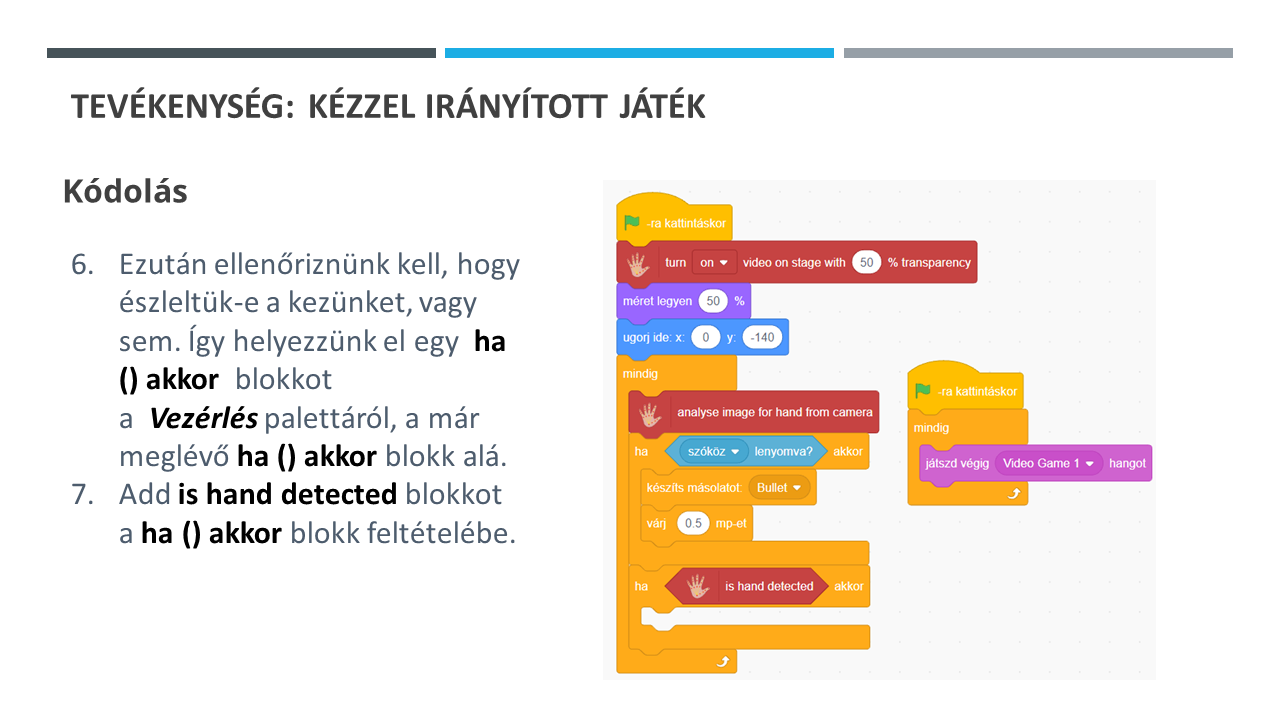 TEVÉKENYSÉG: KÉZZEL IRÁNYÍTOTT JÁTÉK
Kódolás
6. Ezután ellenőriznünk kell, hogy
észleltük-e a kezünket, vagy
sem. Így helyezzünk el egy ha
() akkor blokkot
a Vezérlés palettáról, a már
meglévő ha () akkor blokk alá.
7. Add is hand detected blokkot
a ha () akkor blokk feltételébe.
-ra kattintáskor
turn on video on stage with 50 % transparency
méret legyen 50 %
ugorj ide: x: 0 y: -140
mindig
analyse image for hand from camera
ha szóköz lenyomva? akkor
készíts másolatot: Bullet
várj 0.5 mp-et
ha is hand detected akkor
-ra kattintáskor
mindig
játszd végig Video Game 1 hangot